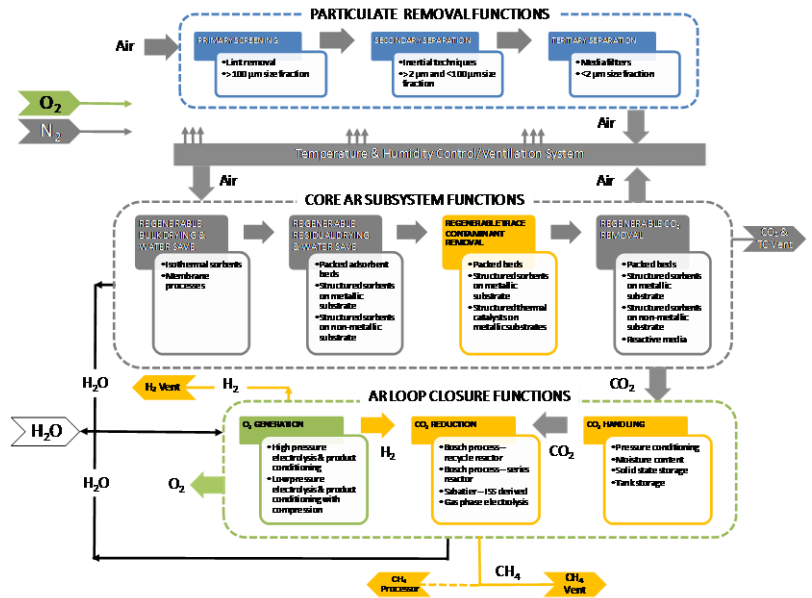 PARTICULATE REMOVAL FUNCTIONS
Air
PRIMARY SCREENING
• Lint removal
• >100 µm size fraction
SECONDARY SEPARATION
• Inertial techniques
• >2 µm and <100 µm size
fraction
TERTIARY SEPARATION
• Media filters
• <2 µm size fraction
O₂
N₂
Air
Temperature & Humidity Control/Ventilation System
Air
Air
CORE AR SUBSYSTEM FUNCTIONS
REGENERABLE
BULK DRYING &
WATER SAVE
• Isothermal sorbents
• Membrane
processes
REGENERABLE
RESIDUAL DRYING
& WATER SAVE
• Packed adsorbent
beds
• Structured sorbents
on metallic
substrate
• Structured sorbents
on non-metallic
substrate
REGENERABLE TRACE
CONTAMINANT
REMOVAL
• Packed beds
• Structured sorbents
on metallic
substrate
• Structured thermal
catalysts on
metallic substrates
REGENERABLE CO₂
REMOVAL
• Packed beds
• Structured sorbents
on metallic
substrate
• Structured sorbents
on non-metallic
substrate
• Reactive media
CO₂ &
TC Vent
H₂O
H₂ Vent
H₂
CO₂
AR LOOP CLOSURE FUNCTIONS
H₂O
O₂ GENERATION
• High pressure
electrolysis & product
conditioning
• Low pressure
electrolysis & product
conditioning with
compression
H₂
CO₂ REDUCTION
• Bosch process—
recycle reactor
• Bosch process—series
reactor
• Sabatier—ISS derived
• Gas phase electrolysis
CO₂
CO₂ HANDLING
• Pressure conditioning
• Moisture content
• Solid state storage
• Tank storage
H₂O
O₂
CH₄
CH₄
Processor
CH₄
Vent